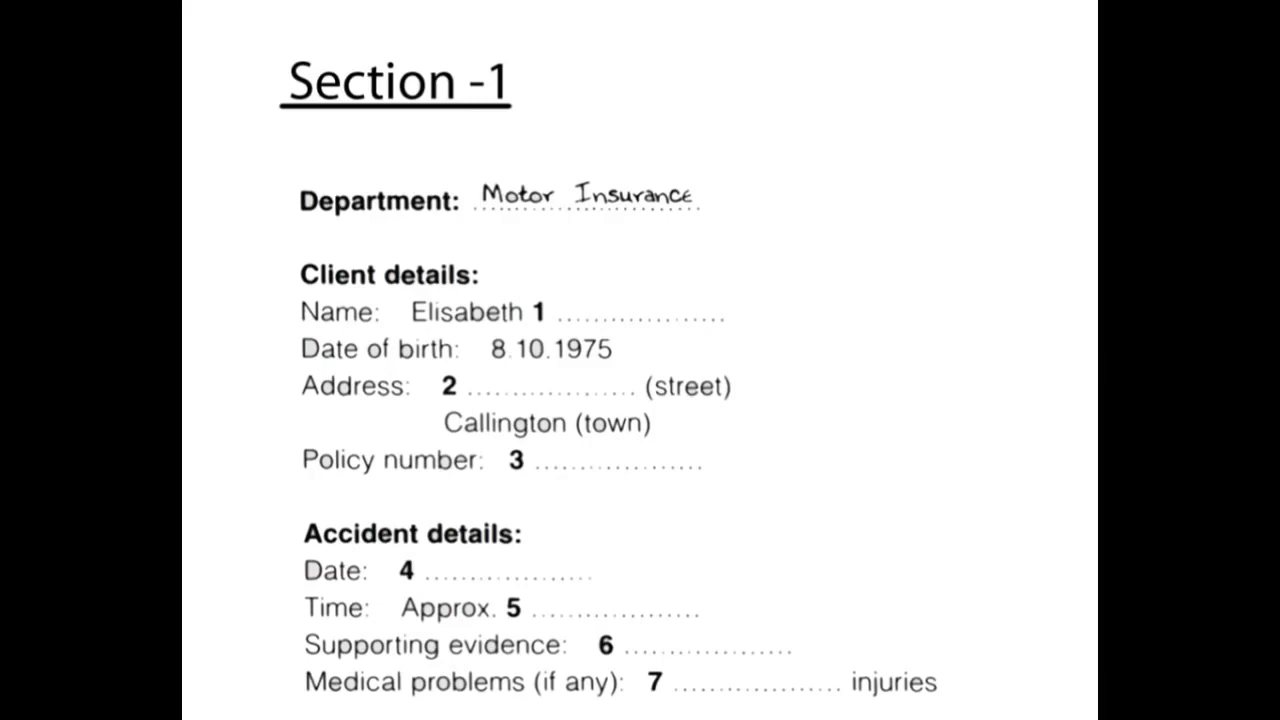 Section -1
Department: Motor Insurance
Client details:
Name: Elisabeth 1 ...................
Date of birth: 8.10.1975
Address: 2 ................... (street)
Callington (town)
Policy number: 3 ...................
Accident details:
Date: 4 ...................
Time: Approx. 5 ...................
Supporting evidence: 6 ...................
Medical problems (if any): 7 ................... injuries